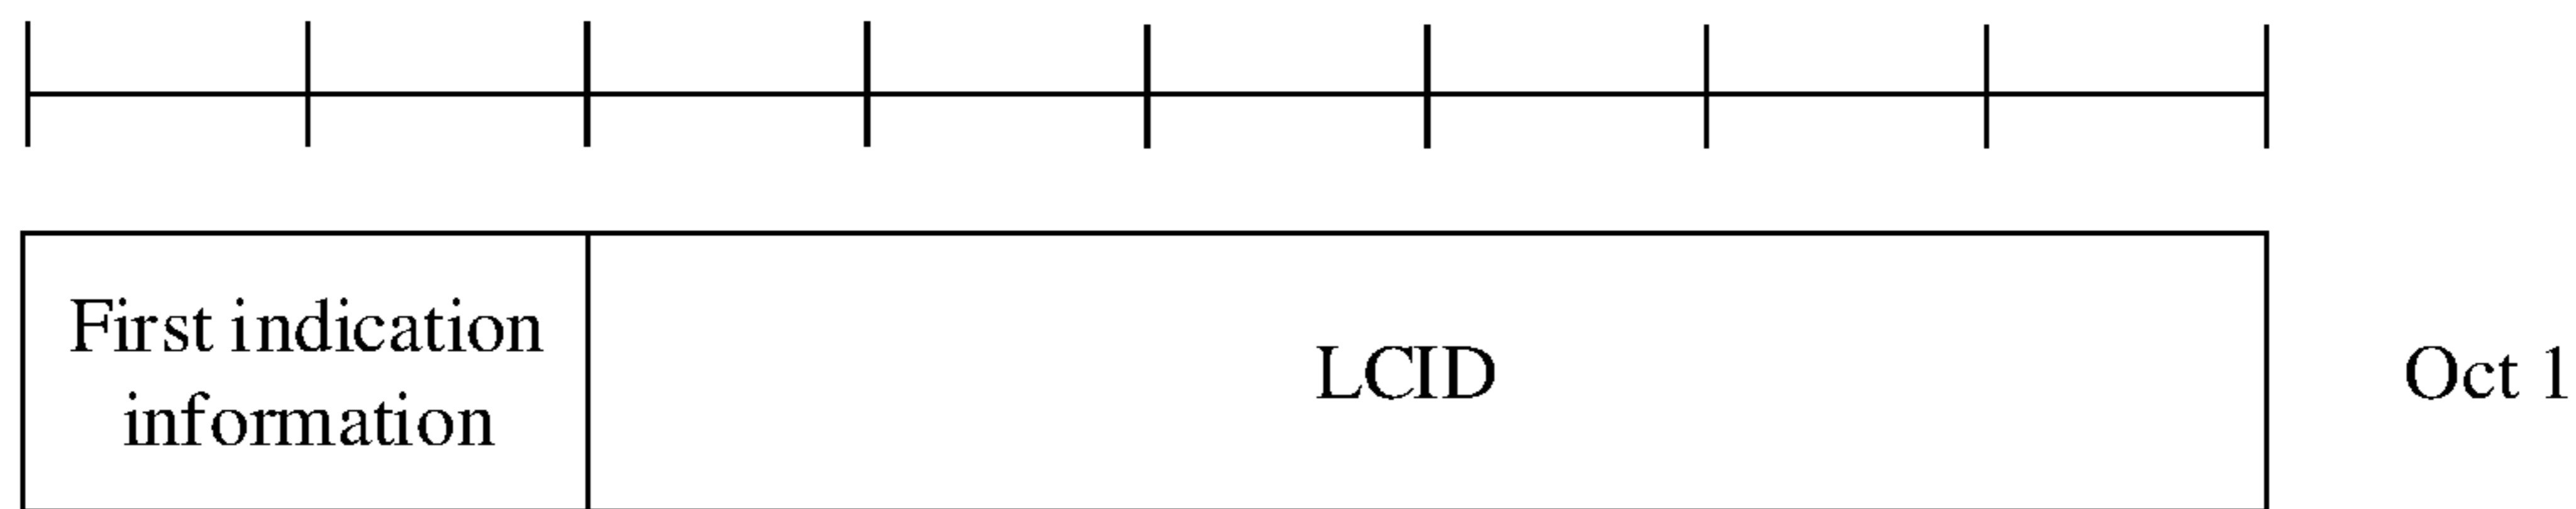 First indication
information
LCID
Oct 1